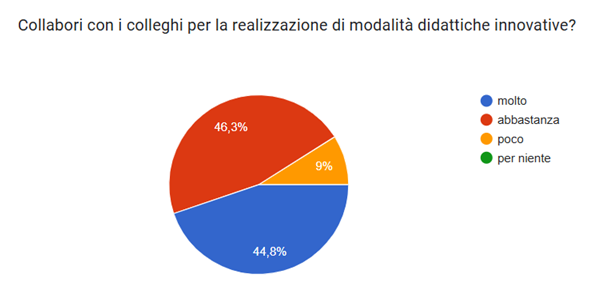 Collabori con i colleghi per la realizzazione di modalità didattiche innovative?
molto
abbastanza
poco
per niente
46,3%
9%
44,8%